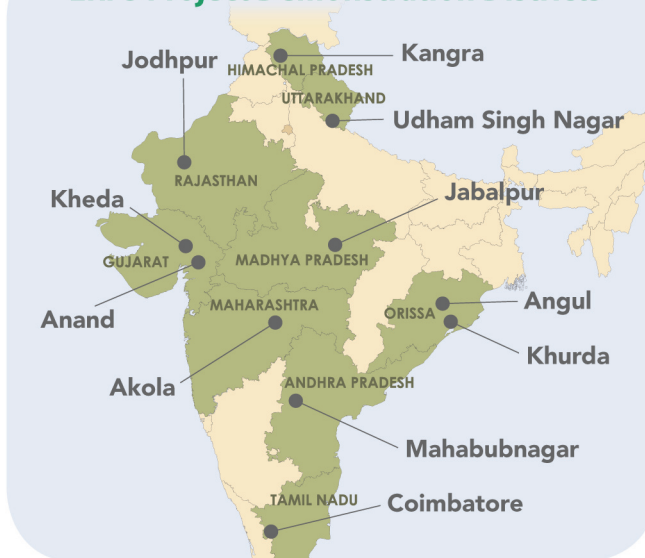 Kangra
Jodhpur
HIMACHAL PRADESH
UTTARAKHAND
Udham Singh Nagar
RAJASTHAN
Kheda
Jabalpur
GUJARAT
MADHYA PRADESH
Anand
MAHARASHTRA
ORISSA
Angul
Khurda
Akola
ANDHRA PRADESH
Mahabubnagar
TAMIL NADU
Coimbatore